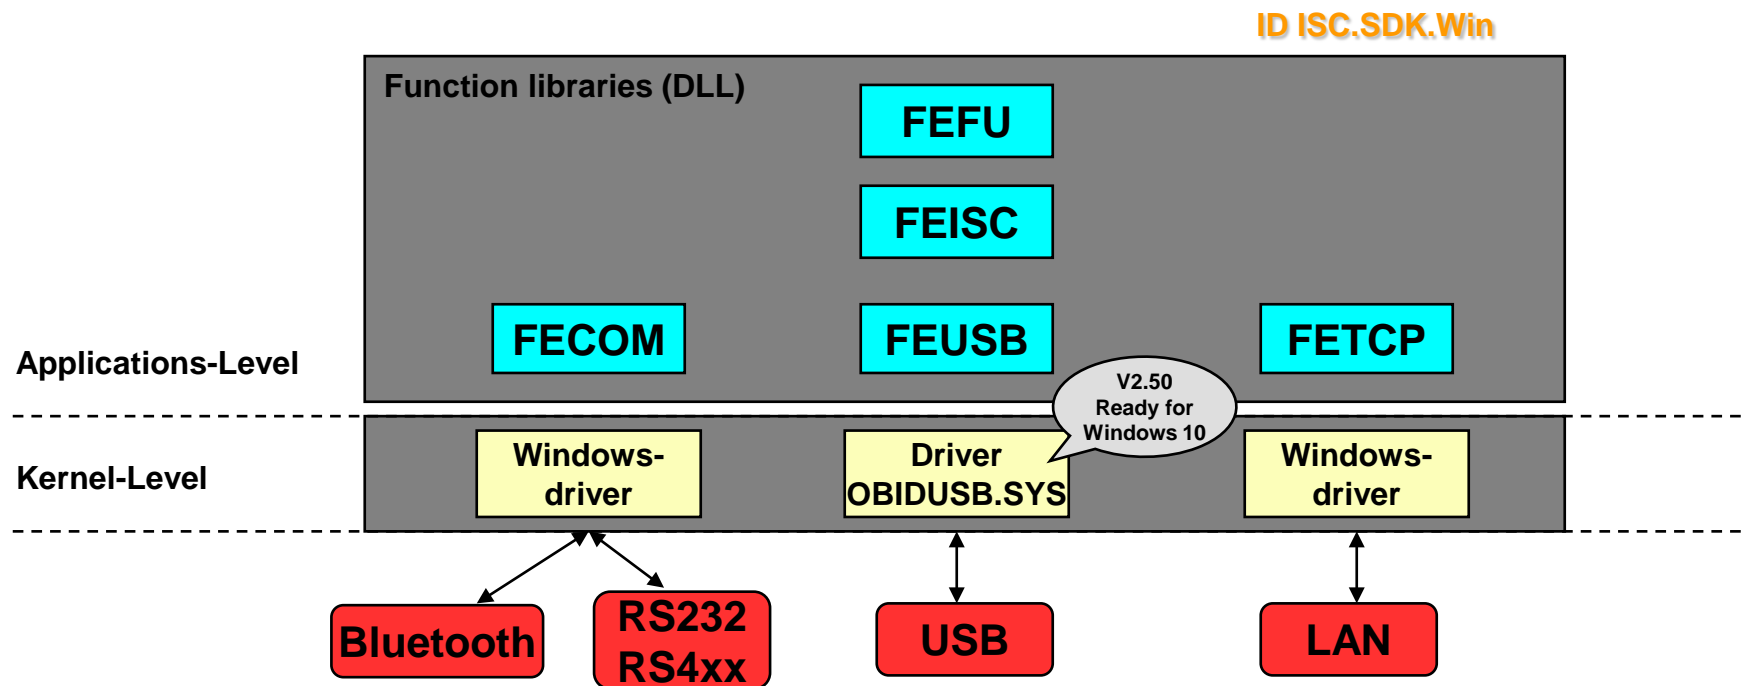 ID ISC.SDK.Win
Function libraries (DLL)
FEFU
FEISC
FECOM
FEUSB
FETCP
Applications-Level
V2.50
Ready for
Windows 10
Kernel-Level
Windows-
driver
Driver
OBIDUSB.SYS
Windows-
driver
Bluetooth
RS232
RS4xx
USB
LAN